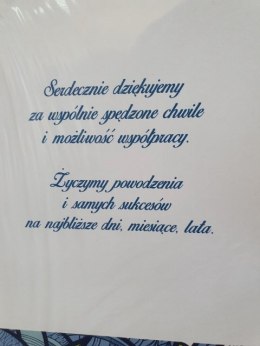 Serdecznie dziękujemy
za wspólnie spędzone chwile
i możliwość współpracy.
Życzymy powodzenia
i samych sukcesów
na najbliższe dni, miesiące, lata.